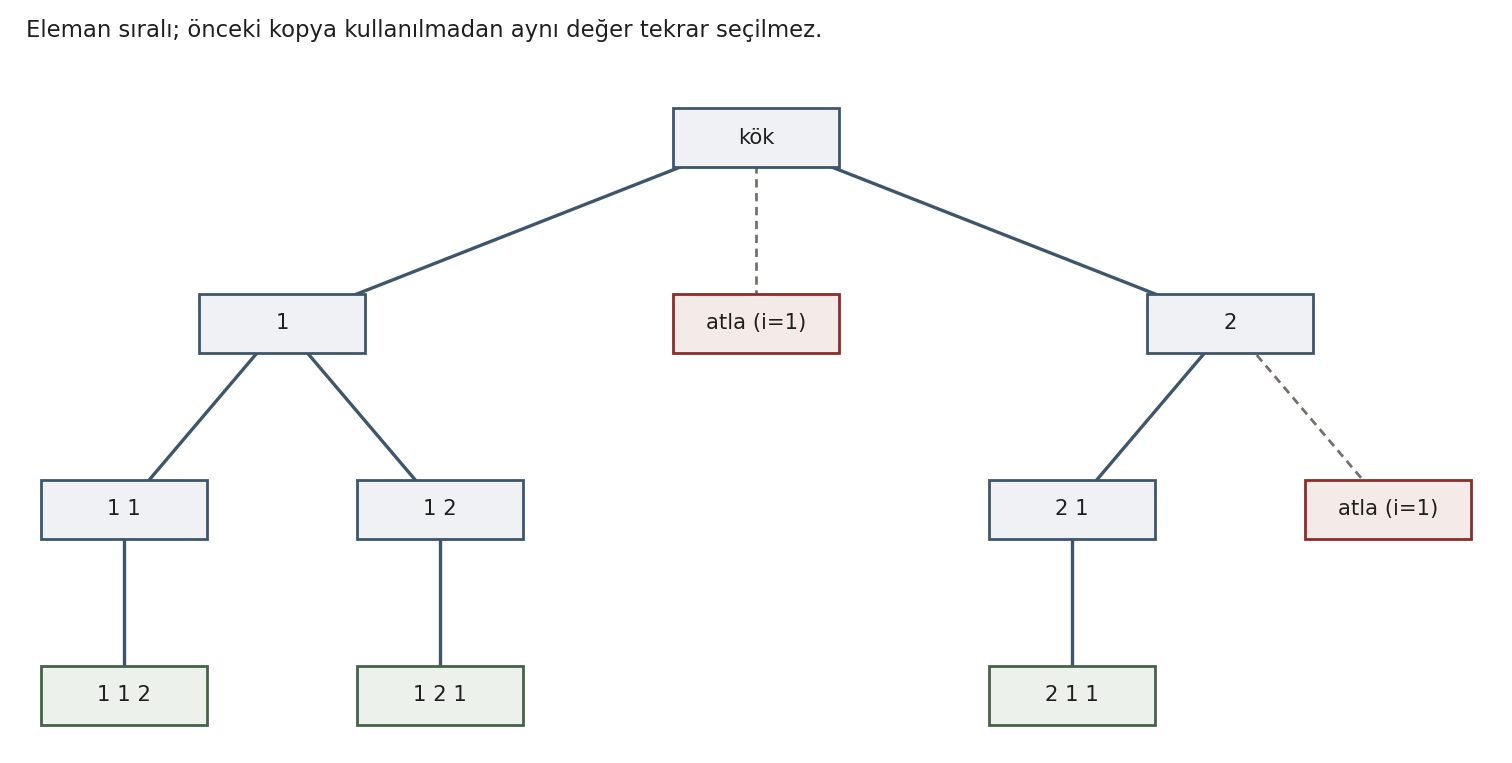 Eleman sıralı; önceki kopya kullanılmadan aynı değer tekrar seçilmez.
kök
1
atla (i=1)
2
1 1
1 2
2 1
atla (i=1)
1 1 2
1 2 1
2 1 1